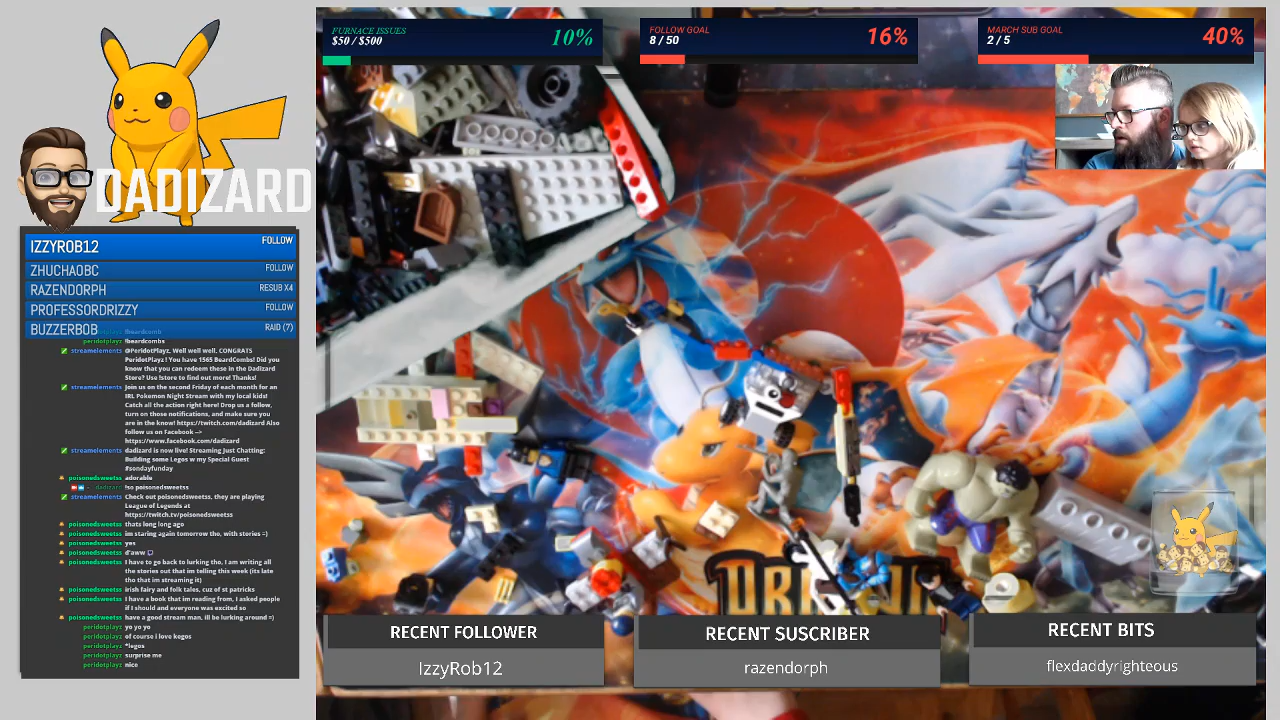 FURNACE ISSUES
$50 / $500
10%
FOLLOW GOAL
8 / 50
16%
MARCH SUB GOAL
2 / 5
40%
DADIZARD
IZZYROB12 FOLLOW
ZHUCHAOBC FOLLOW
RAZENDORPH RESUB X4
PROFESSORDRIZZY FOLLOW
BUZZERBOB RAID (7)
peridotplayz !beardcombs
streamelements @PeridotPlayz, Well well well, CONGRATS
PeridotPlayz ! You have 1565 BeardCombs! Did you
know that you can redeem these in the Dadizard
Store? Use !store to find out more! Thanks!
streamelements Join us on the second Friday of each month for an
IRL Pokemon Night Stream with my local kids!
Catch all the action right here! Drop us a follow,
turn on those notifications, and make sure you
are in the know! https://twitch.com/dadizard Also
follow us on Facebook -->
https://www.facebook.com/dadizard
streamelements dadizard is now live! Streaming Just Chatting:
Building some Legos w my Special Guest
#sondayfunday
poisonedsweetss adorable
dadizard !so poisonedsweetss
streamelements Check out poisonedsweetss, they are playing
League of Legends at
https://twitch.tv/poisonedsweetss
poisonedsweetss thats long long ago
poisonedsweetss im staring again tomorrow tho, with stories =)
poisonedsweetss yes
poisonedsweetss d'aww
poisonedsweetss I have to go back to lurking tho, I am writing all
the stories out that im telling this week (its late
tho that im streaming it)
poisonedsweetss irish fairy and folk tales, cuz of st patricks
poisonedsweetss I have a book that im reading from, I asked people
if I should and everyone was excited so
poisonedsweetss have a good stream man, ill be lurking around =)
peridotplayz yo yo yo
peridotplayz of course i love kegos
peridotplayz *legos
peridotplayz surprise me
peridotplayz nice
RECENT FOLLOWER
IzzyRob12
RECENT SUSCRIBER
razendorph
RECENT BITS
flexdaddyrighteous